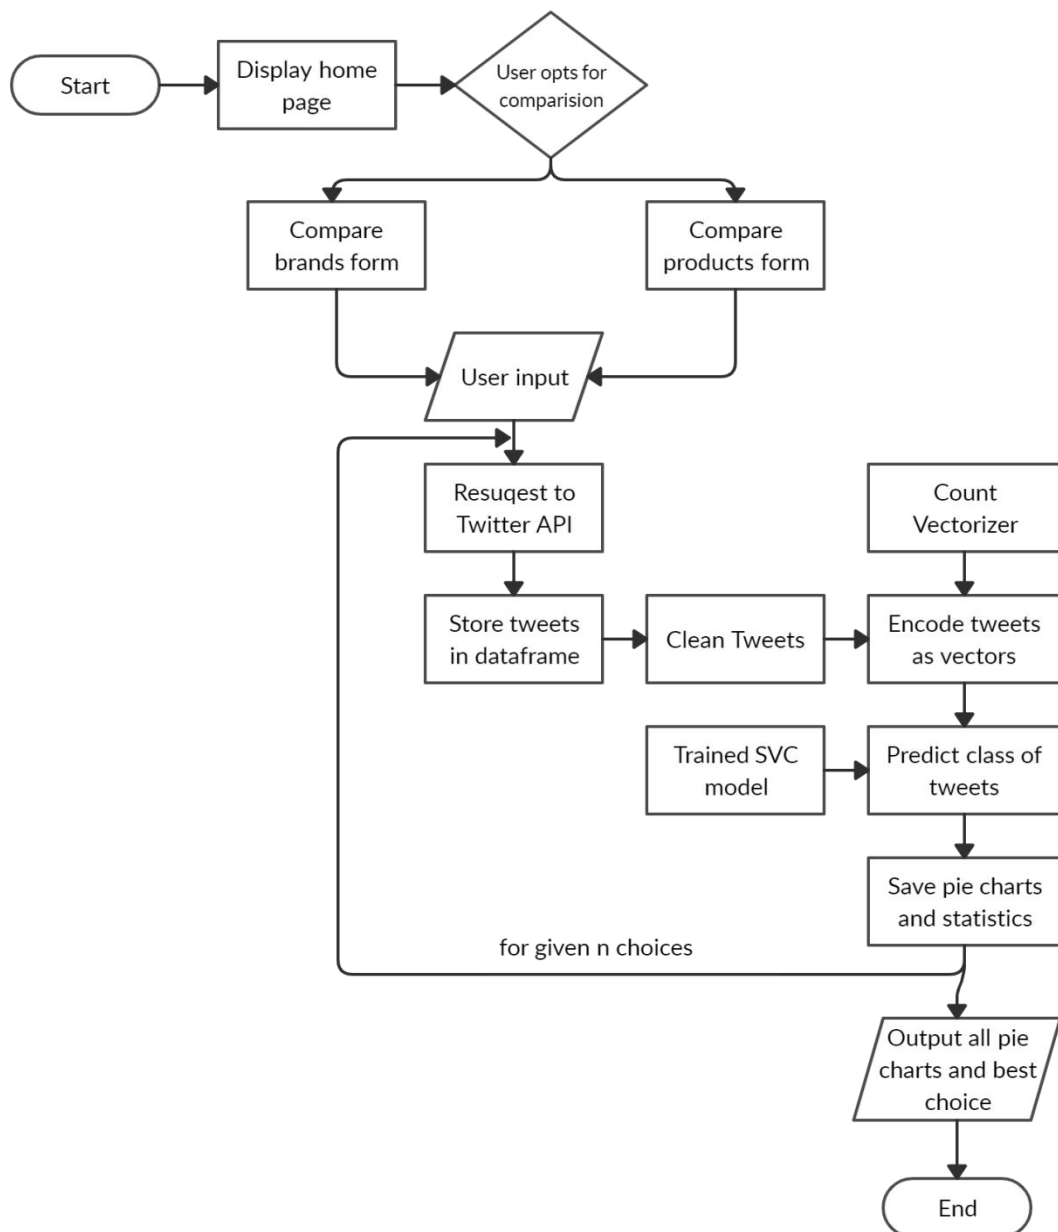 Start
Display home
page
User opts for
comparision
Compare
brands form
Compare
products form
User input
Resuqest to
Twitter API
Count
Vectorizer
Store tweets
in dataframe
Clean Tweets
Encode tweets
as vectors
Trained SVC
model
Predict class of
tweets
Save pie charts
and statistics
for given n choices
Output all pie
charts and best
choice
End